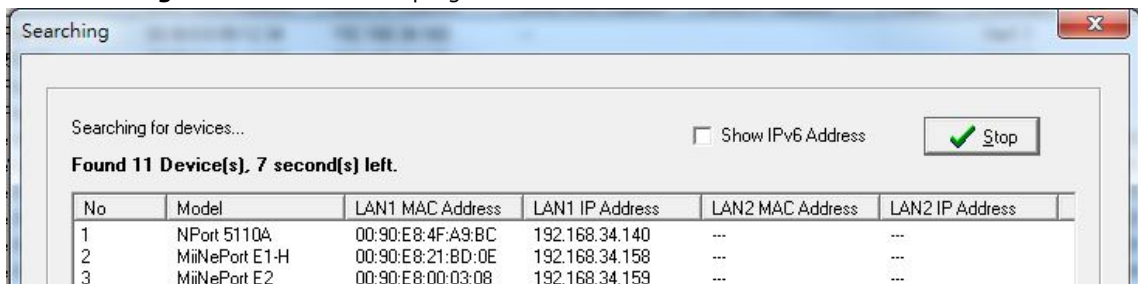 Searching
Searching for devices...
Show IPv6 Address
Stop
Found 11 Device(s), 7 second(s) left.
No Model LAN1 MAC Address LAN1 IP Address LAN2 MAC Address LAN2 IP Address
1 NPort 5110A 00:90:E8:4F:A9:BC 192.168.34.140 --- ---
2 MiiNePort E1-H 00:90:E8:21:BD:0E 192.168.34.158 --- ---
3 MiiNePort E2 00:90:E8:00:03:08 192.168.34.159 --- ---